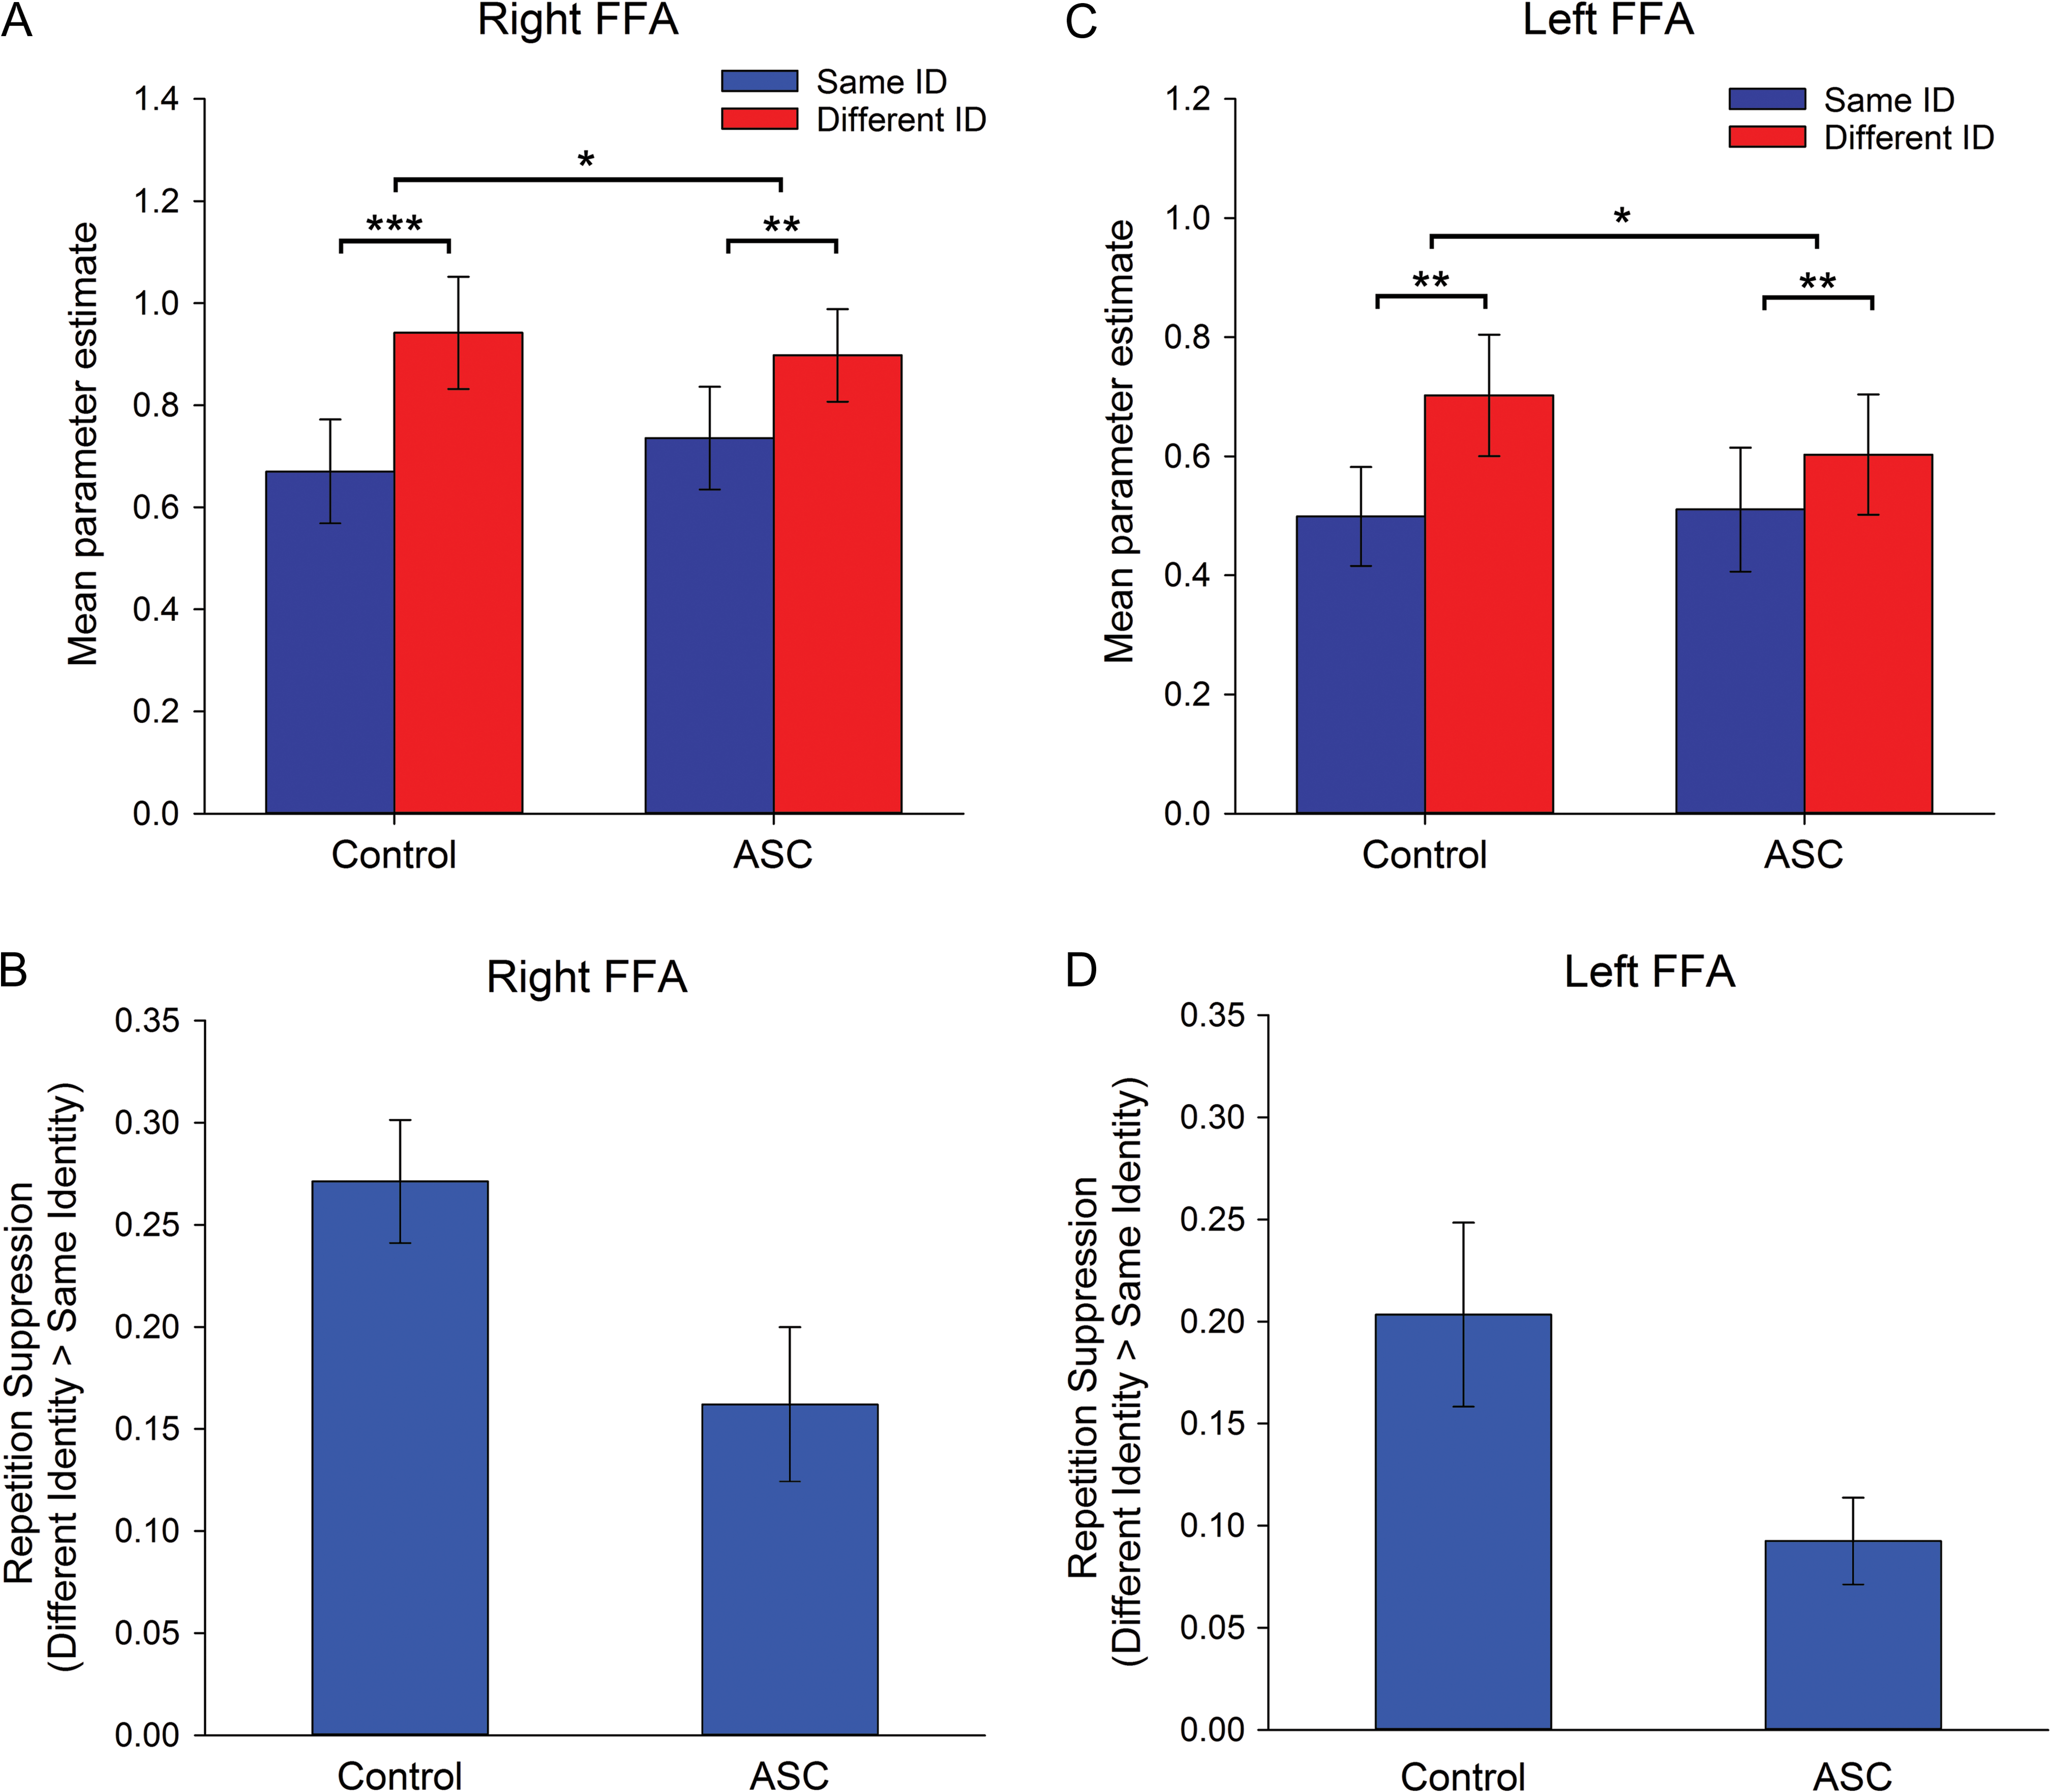 A
Right FFA
Same ID
Different ID
1.4
1.2
1.0
0.8
0.6
0.4
0.2
0.0
Mean parameter estimate
*
***
**
Control
ASC
C
Left FFA
Same ID
Different ID
1.2
1.0
0.8
0.6
0.4
0.2
0.0
Mean parameter estimate
*
**
**
Control
ASC
B
Right FFA
0.35
0.30
0.25
0.20
0.15
0.10
0.05
0.00
Repetition Suppression
(Different Identity > Same Identity)
Control
ASC
D
Left FFA
0.35
0.30
0.25
0.20
0.15
0.10
0.05
0.00
Repetition Suppression
(Different Identity > Same Identity)
Control
ASC